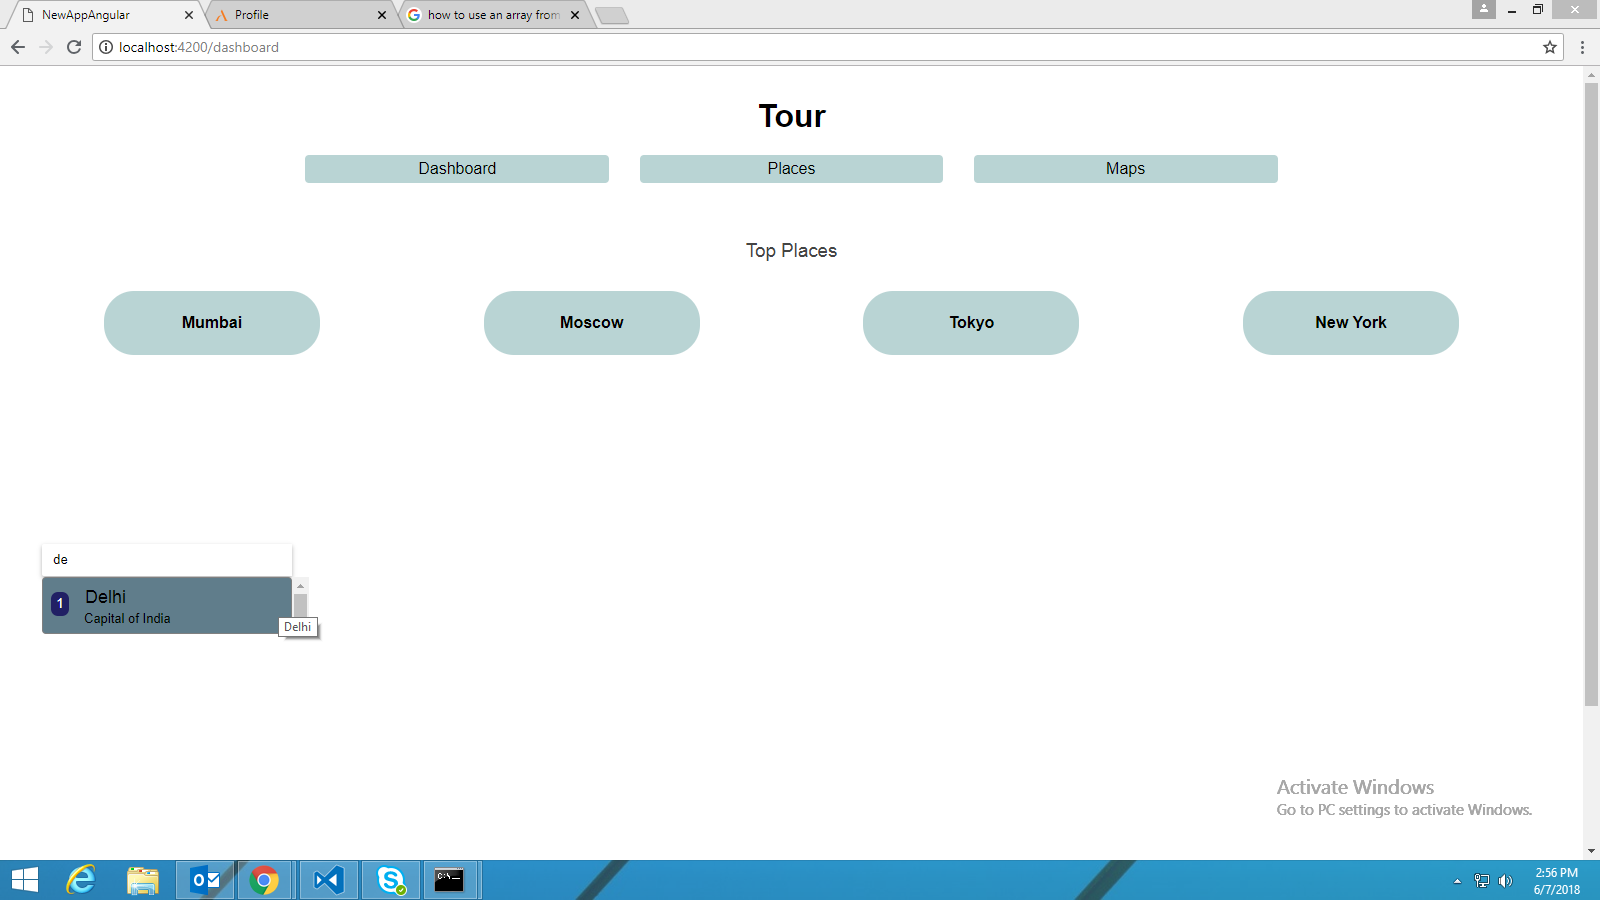 NewAppAngular
Profile
how to use an array from
localhost:4200/dashboard
Tour
Dashboard Places Maps
Top Places
Mumbai Moscow Tokyo New York
de
1 Delhi
Capital of India
Delhi
Activate Windows
Go to PC settings to activate Windows.
C:\._
2:56 PM
6/7/2018